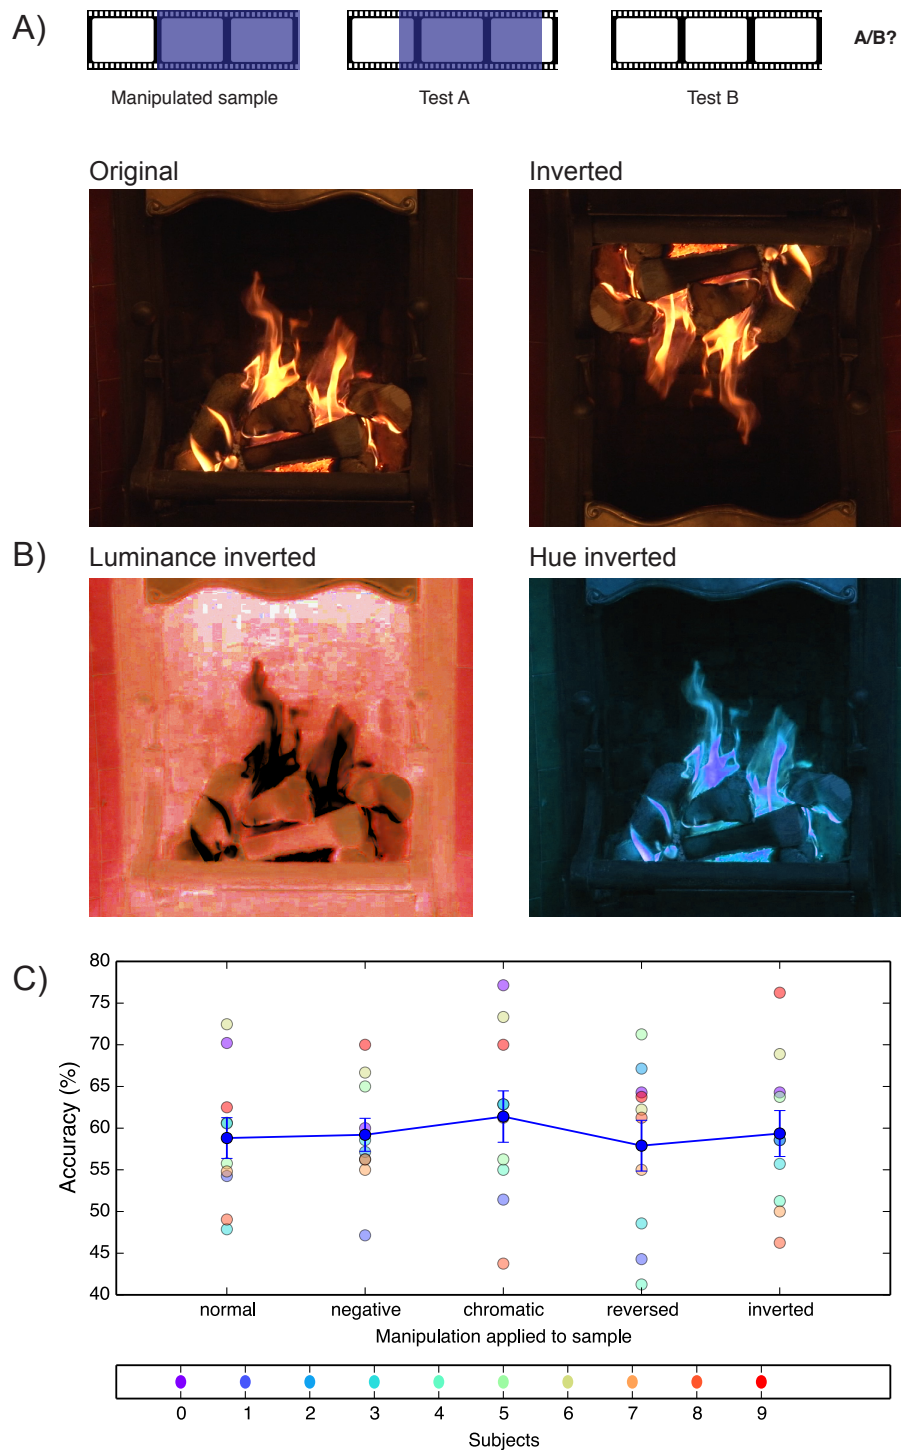 A)
A/B?
Manipulated sample
Test A
Test B
Original
Inverted
B)
Luminance inverted
Hue inverted
C)
80
75
70
65
60
55
50
45
40
Accuracy (%)
normal
negative
chromatic
reversed
inverted
Manipulation applied to sample
0
1
2
3
4
5
6
7
8
9
Subjects